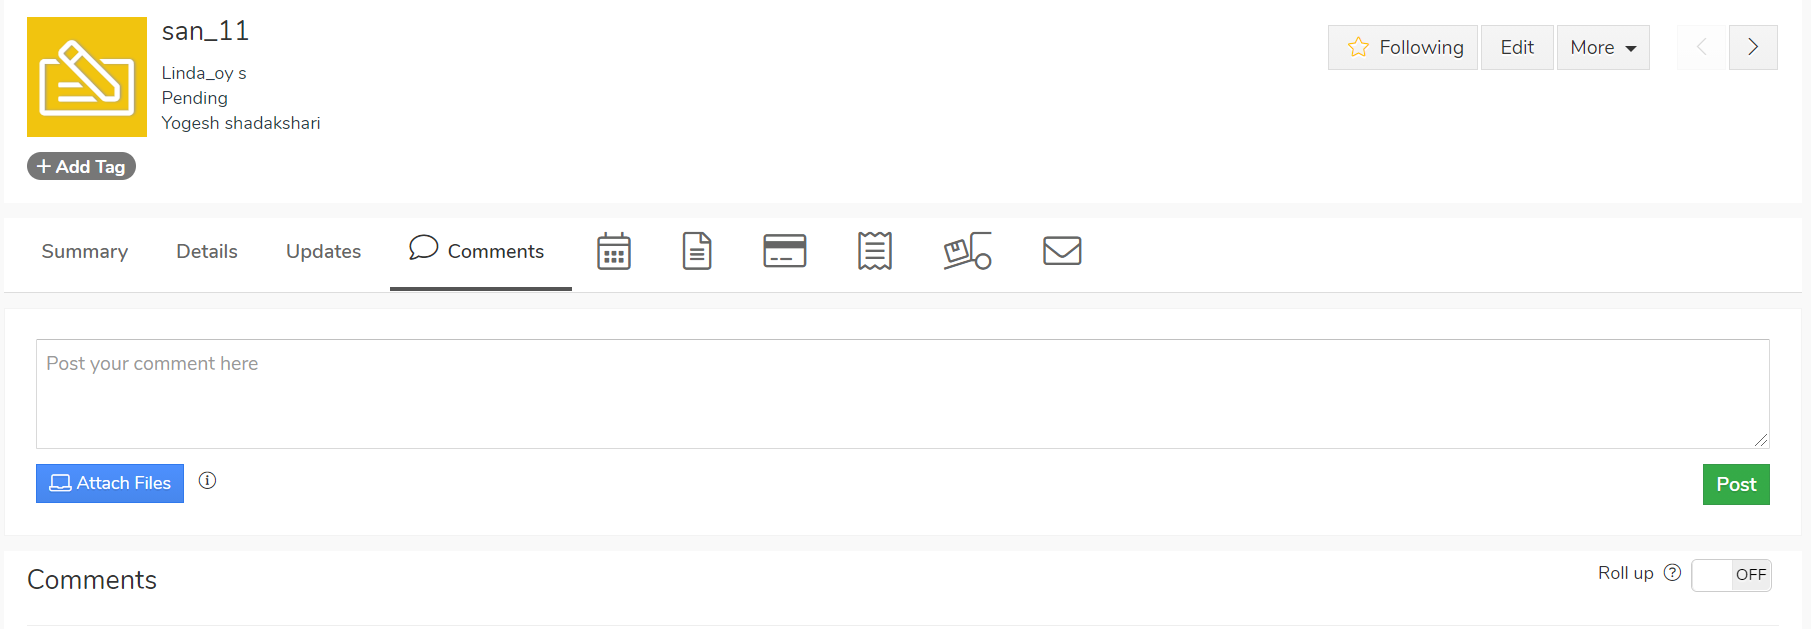 san_11
Linda_oy s
Pending
Yogesh shadakshari
Following
Edit
More
+ Add Tag
Summary
Details
Updates
Comments
Post your comment here
Attach Files
Post
Comments
Roll up
OFF